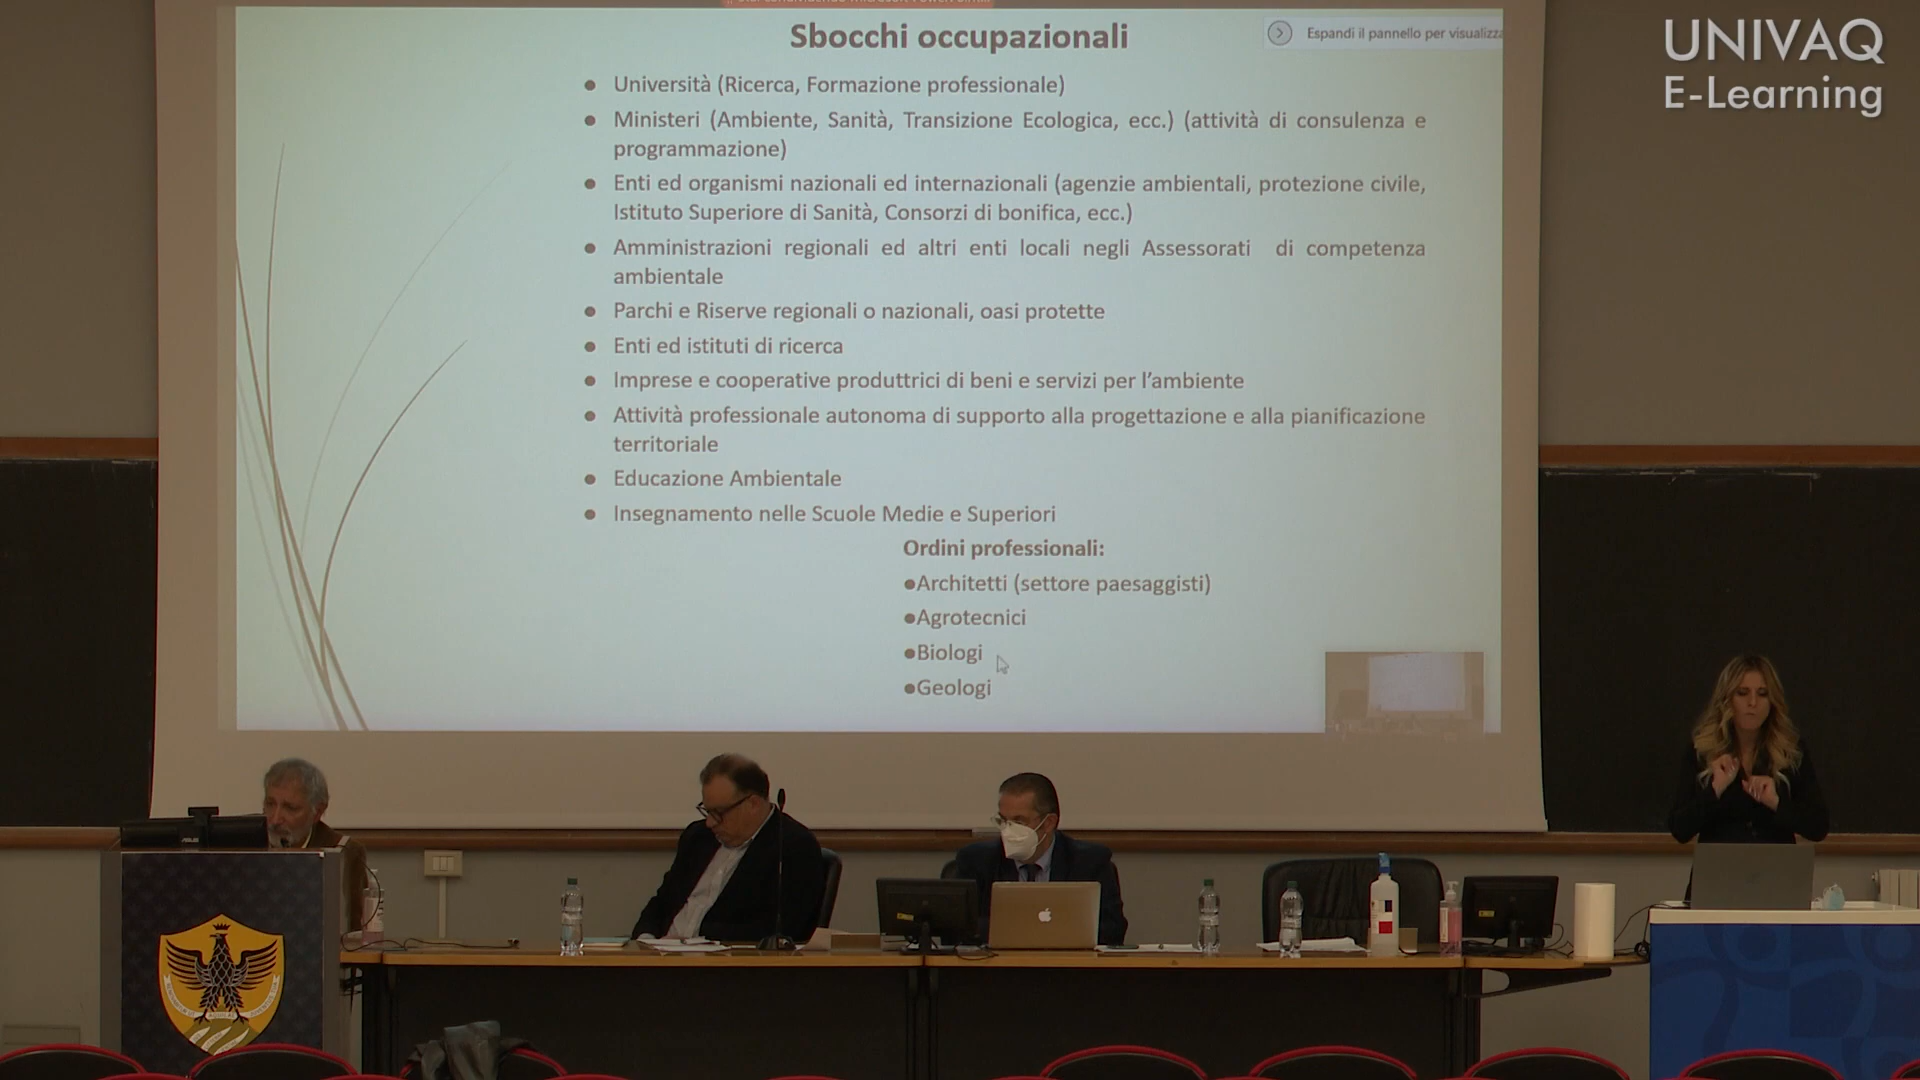 Sbocchi occupazionali
Espandi il pannello per visualizza
UNIVAQ
E-Learning
● Università (Ricerca, Formazione professionale)
● Ministeri (Ambiente, Sanità, Transizione Ecologica, ecc.) (attività di consulenza e
programmazione)
● Enti ed organismi nazionali ed internazionali (agenzie ambientali, protezione civile,
Istituto Superiore di Sanità, Consorzi di bonifica, ecc.)
● Amministrazioni regionali ed altri enti locali negli Assessorati di competenza
ambientale
● Parchi e Riserve regionali o nazionali, oasi protette
● Enti ed istituti di ricerca
● Imprese e cooperative produttrici di beni e servizi per l'ambiente
● Attività professionale autonoma di supporto alla progettazione e alla pianificazione
territoriale
● Educazione Ambientale
● Insegnamento nelle Scuole Medie e Superiori
Ordini professionali:
●Architetti (settore paesaggisti)
●Agrotecnici
●Biologi
●Geologi